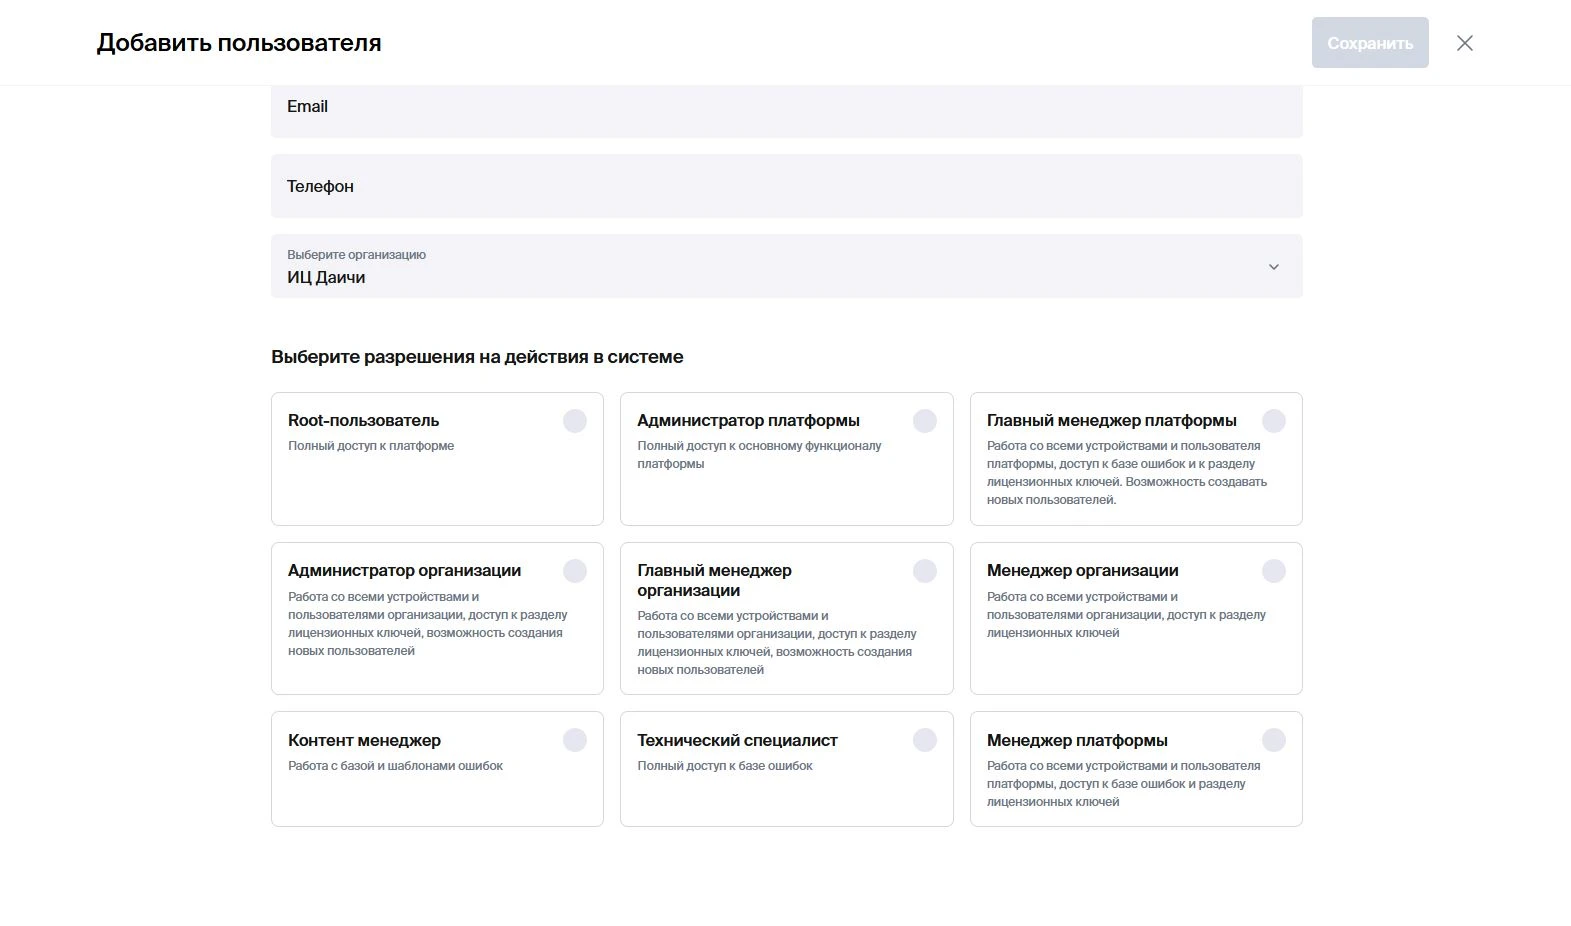 Добавить пользователя
Сохранить
Email
Телефон
Выберите организацию
ИЦ Даичи
Выберите разрешения на действия в системе
Root-пользователь
Полный доступ к платформе
Администратор платформы
Полный доступ к основному функционалу
платформы
Главный менеджер платформы
Работа со всеми устройствами и пользователя
платформы, доступ к базе ошибок и к разделу
лицензионных ключей. Возможность создавать
новых пользователей.
Администратор организации
Работа со всеми устройствами и
пользователями организации, доступ к разделу
лицензионных ключей, возможность создания
новых пользователей
Главный менеджер
организации
Работа со всеми устройствами и
пользователями организации, доступ к разделу
лицензионных ключей, возможность создания
новых пользователей
Менеджер организации
Работа со всеми устройствами и
пользователями организации, доступ к разделу
лицензионных ключей
Контент менеджер
Работа с базой и шаблонами ошибок
Технический специалист
Полный доступ к базе ошибок
Менеджер платформы
Работа со всеми устройствами и пользователя
платформы, доступ к базе ошибок и разделу
лицензионных ключей